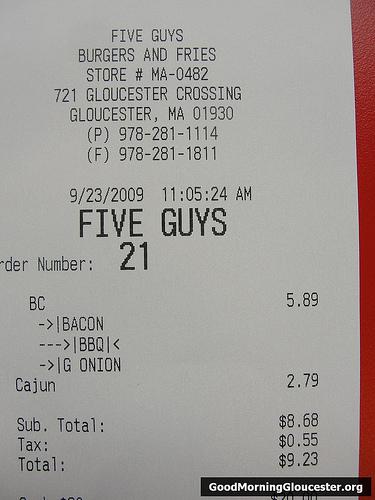 FIVE GUYS
BURGERS AND FRIES
STORE # MA-0482
721 GLOUCESTER CROSSING
GLOUCESTER, MA 01930
(P) 978-281-1114
(F) 978-281-1811
9/23/2009 11:05:24 AM
FIVE GUYS
rder Number: 21
BC 5.89
->|BACON
--->|BBQ|<
->|G ONION
Cajun 2.79
Sub. Total: $8.68
Tax: $0.55
Total: $9.23
GoodMorningGloucester.org